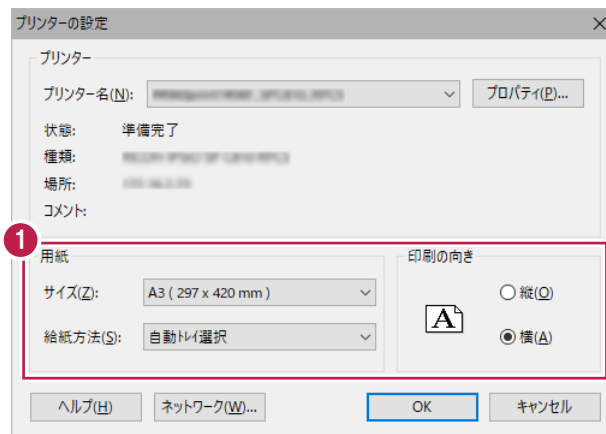 プリンターの設定
プリンター
プリンター名(N):
プロパティ(P)...
状態: 準備完了
種類:
場所:
コメント:
1
用紙
印刷の向き
サイズ(Z): A3 ( 297 x 420 mm )
縦(O)
給紙方法(S): 自動トレイ選択
A
横(A)
ヘルプ(H) ネットワーク(W)... OK キャンセル